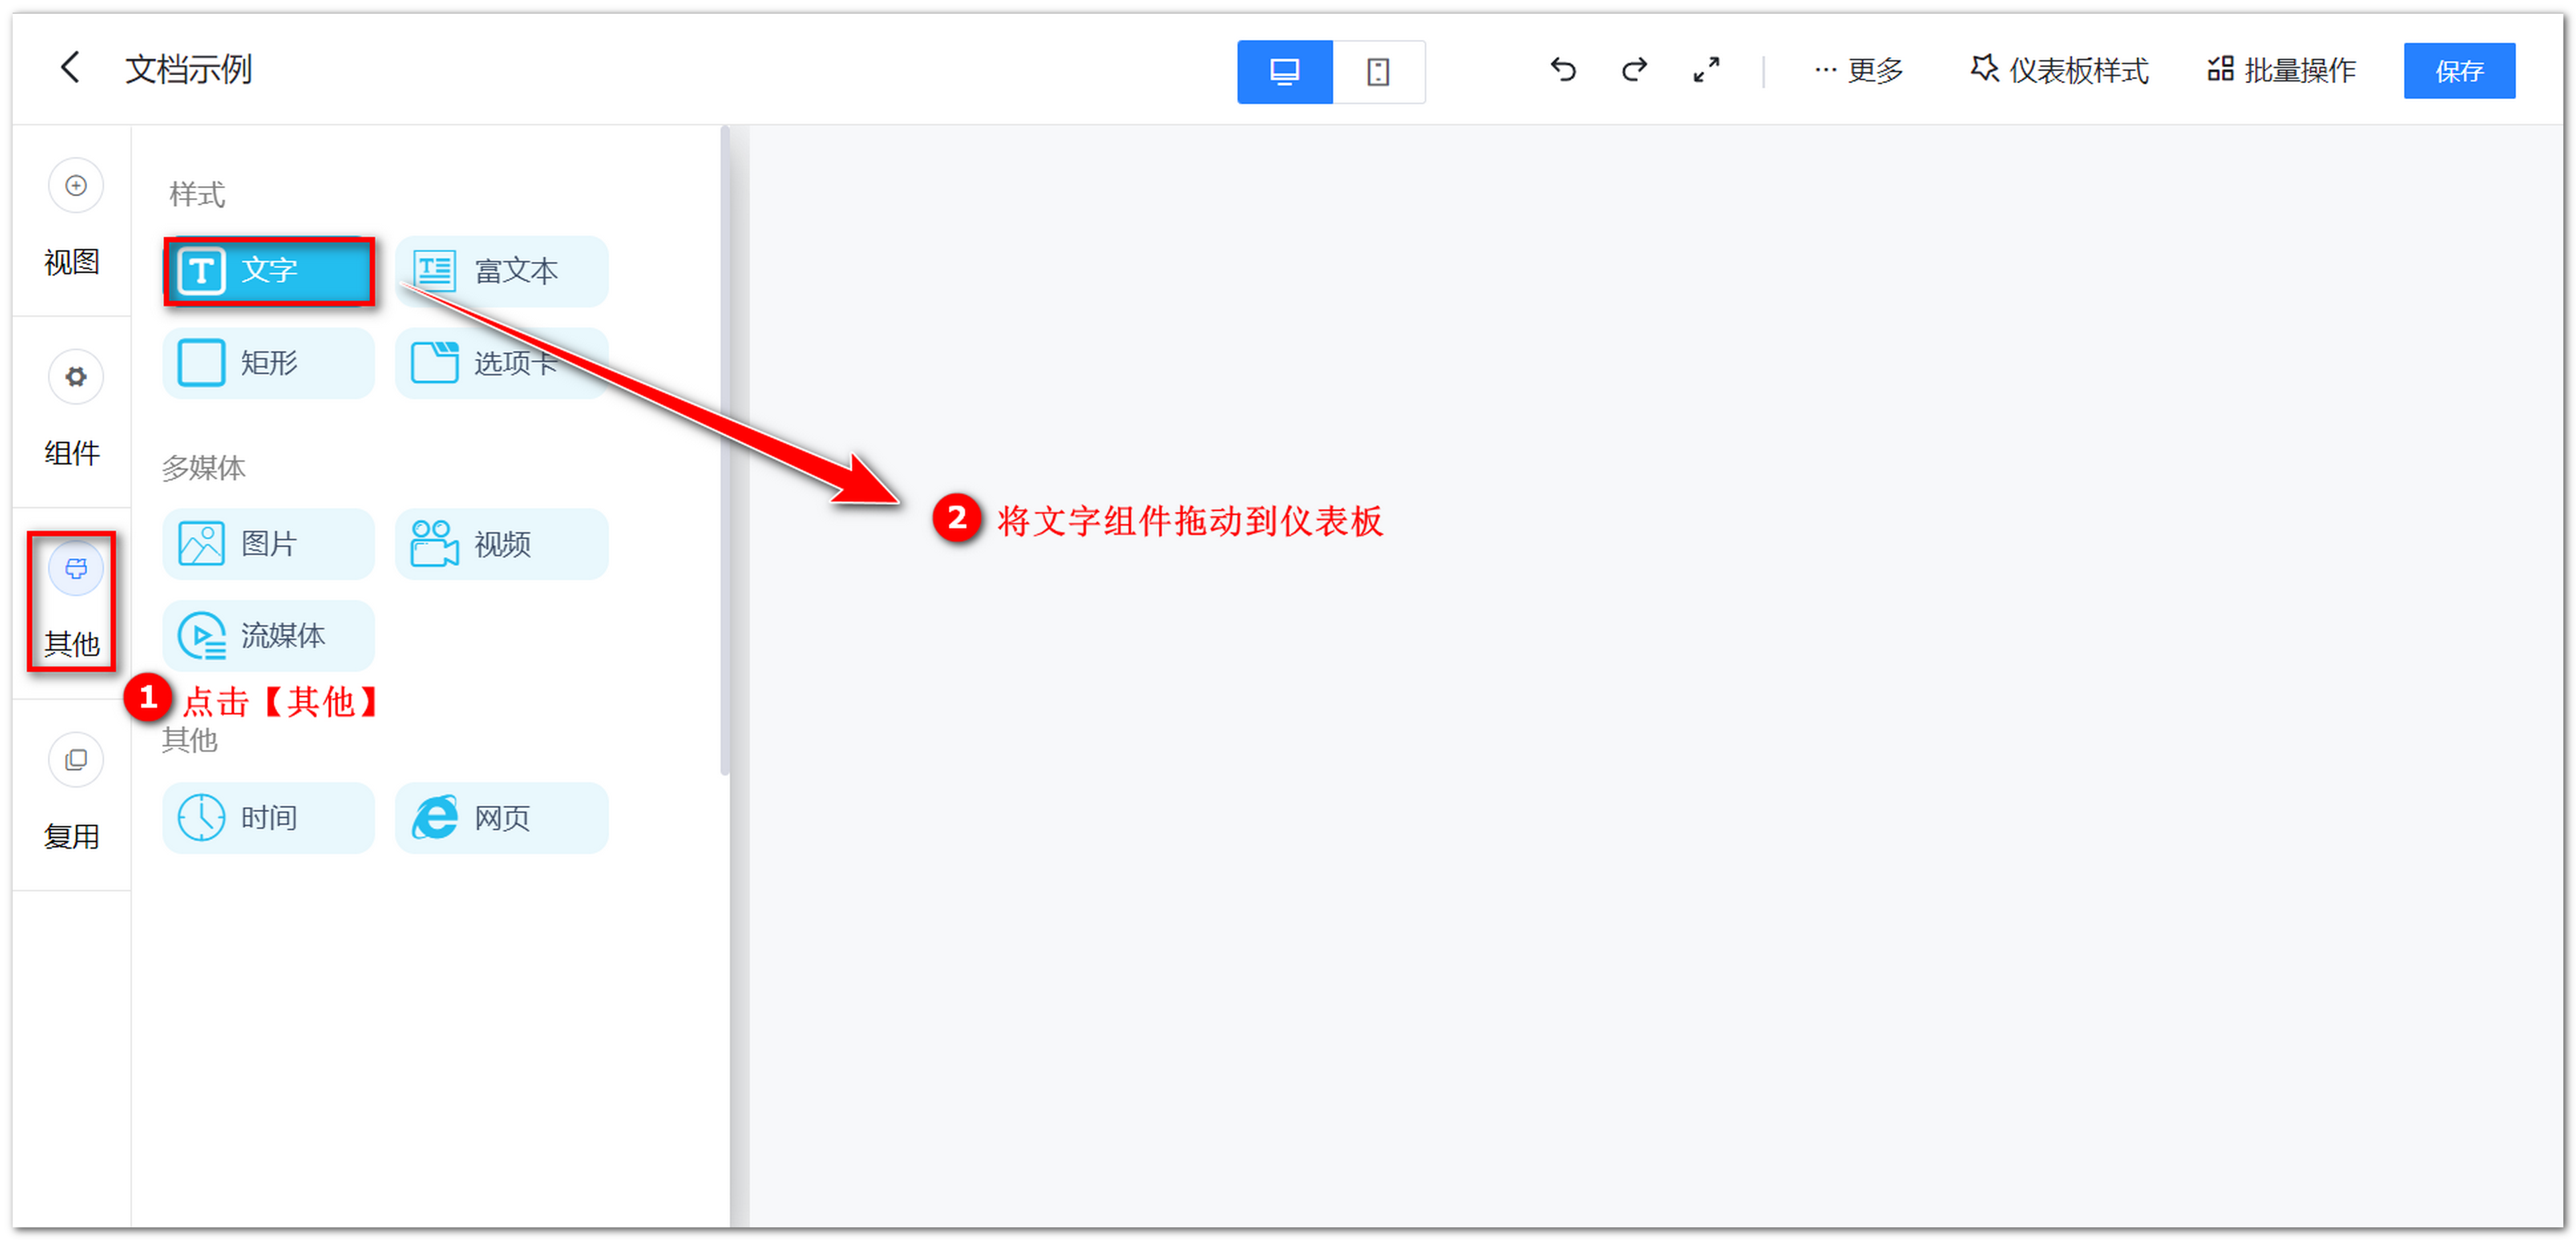 文档示例
更多 仪表板样式 批量操作 保存
视图
组件
其他
复用
样式
文字 富文本
矩形 选项卡
多媒体
图片 视频
流媒体
1 点击【其他】
其他
时间 网页
2 将文字组件拖动到仪表板